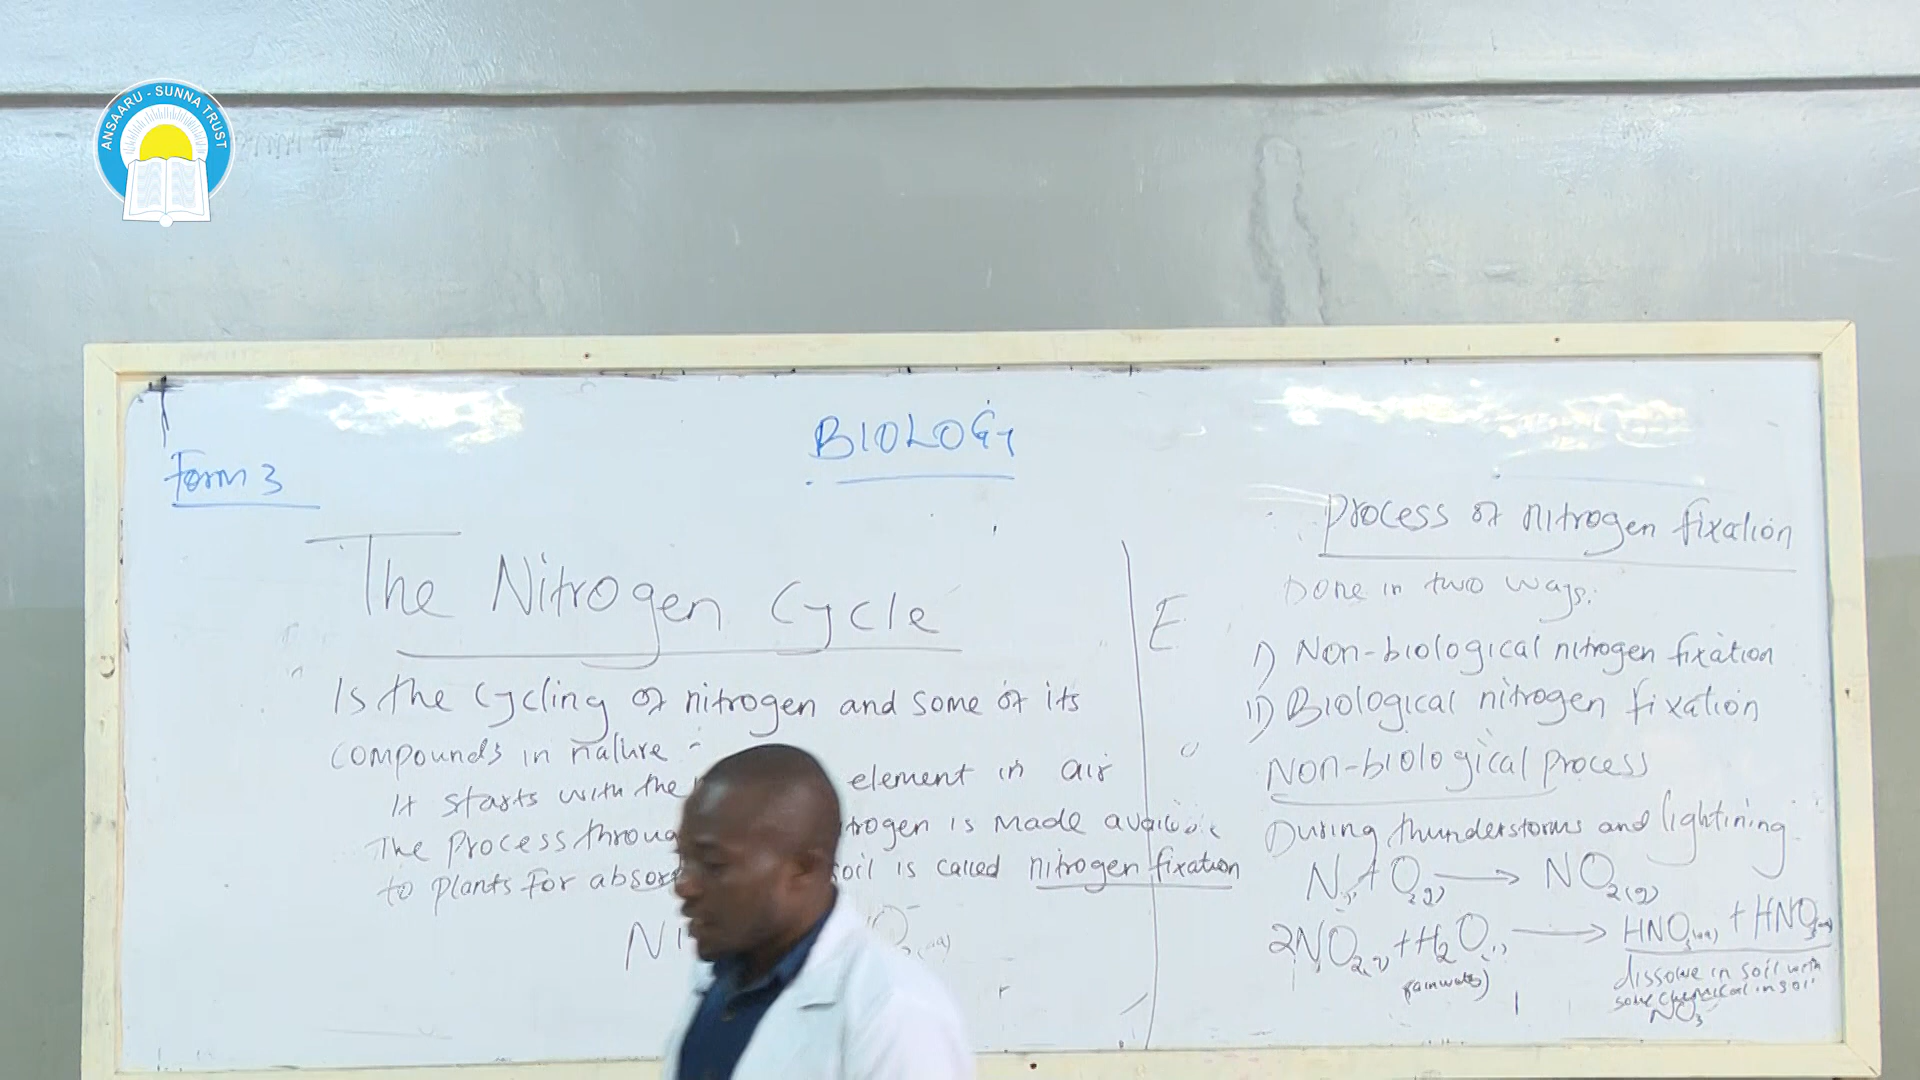 ANSAARU - SUNNA TRUST
BIOLOGY
Form 3
The Nitrogen Cycle
Is the cycling of nitrogen and some of its
compounds in nature -
It starts with the element in air
The process trogen is made
to plants for soil is called nitrogen fixation
E
process of nitrogen fixation
Done in two ways:
i) Non-biological nitrogen fixation
ii) Biological nitrogen fixation
Non-biological process
During thunderstorms and lightining
N + O2(g) → NO2(g)
2NO2 + H2O → HNO3(aq) + HNO3
(rainwater)
dissolve in soil with
some chemical in soil
NO3